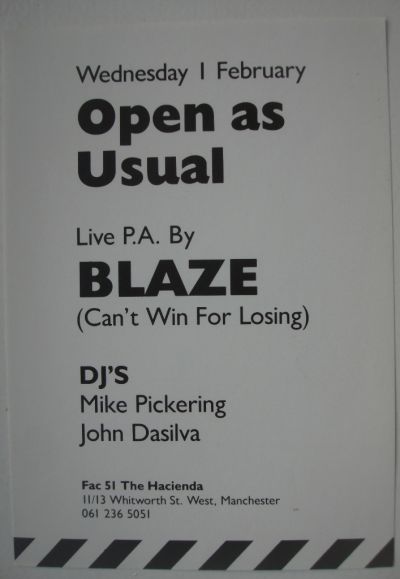 Wednesday 1 February
Open as
Usual
Live P.A. By
BLAZE
(Can't Win For Losing)
DJ'S
Mike Pickering
John Dasilva
Fac 51 The Hacienda
11/13 Whitworth St. West, Manchester
061 236 5051